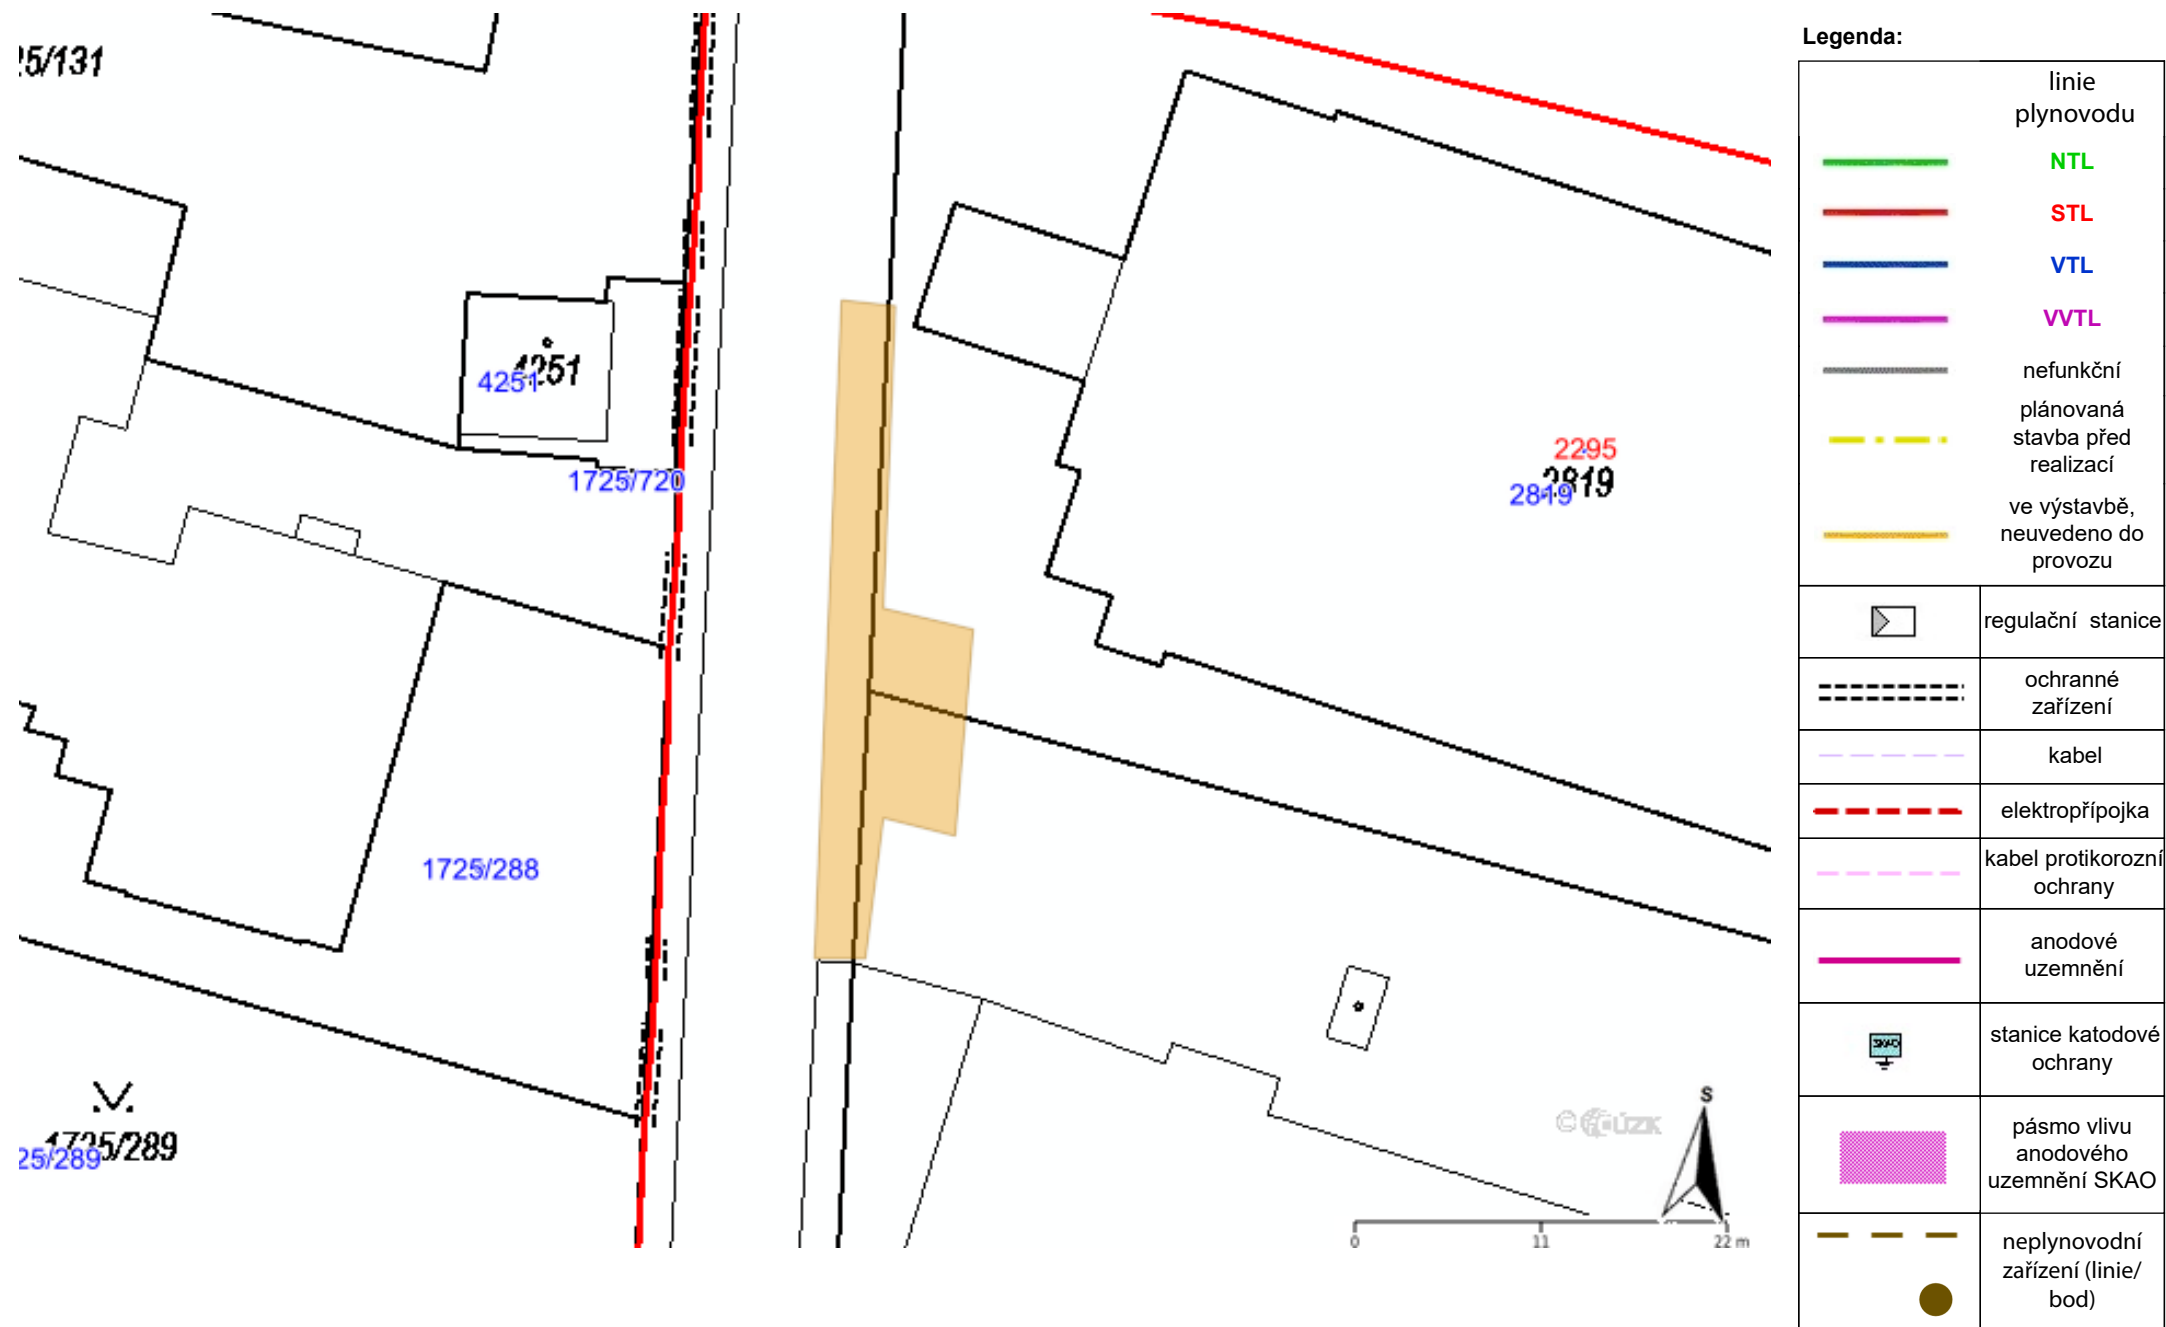 5/131
4251
4251
1725/720
2295
2819
2819
1725/288
1725/289
25/289
©
ÚZK
S
0
11
22 m
Legenda:
linie
plynovodu
NTL
STL
VTL
VVTL
nefunkční
plánovaná
stavba před
realizací
ve výstavbě,
neuvedeno do
provozu
regulační stanice
ochranné
zařízení
kabel
elektropřípojka
kabel protikorozní
ochrany
anodové
uzemnění
SKAO
stanice katodové
ochrany
pásmo vlivu
anodového
uzemnění SKAO
neplynovodní
zařízení (linie/
bod)